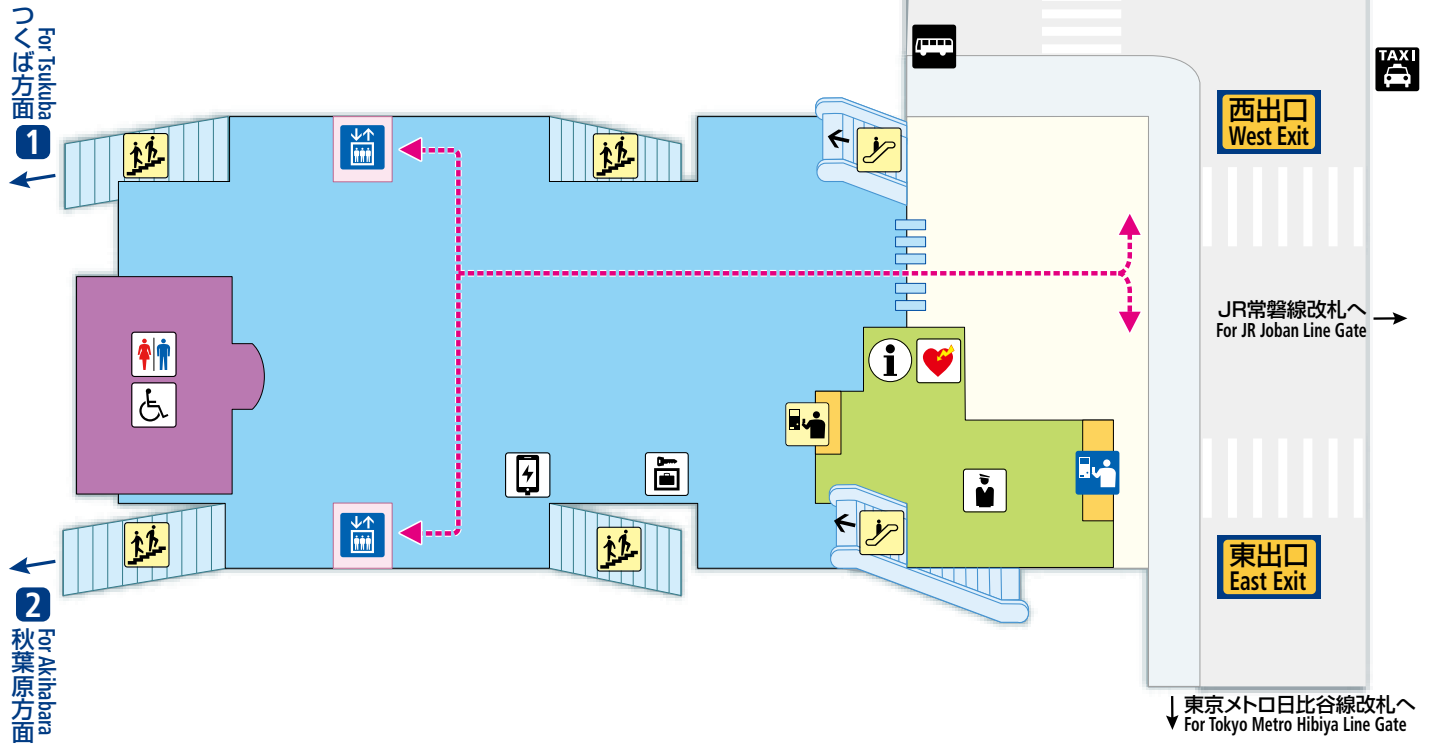 つくば方面
For Tsukuba
1
TAXI
西出口
West Exit
JR常磐線改札へ
For JR Joban Line Gate
i
東出口
East Exit
2
秋葉原方面
For Akihabara
東京メトロ日比谷線改札へ
For Tokyo Metro Hibiya Line Gate